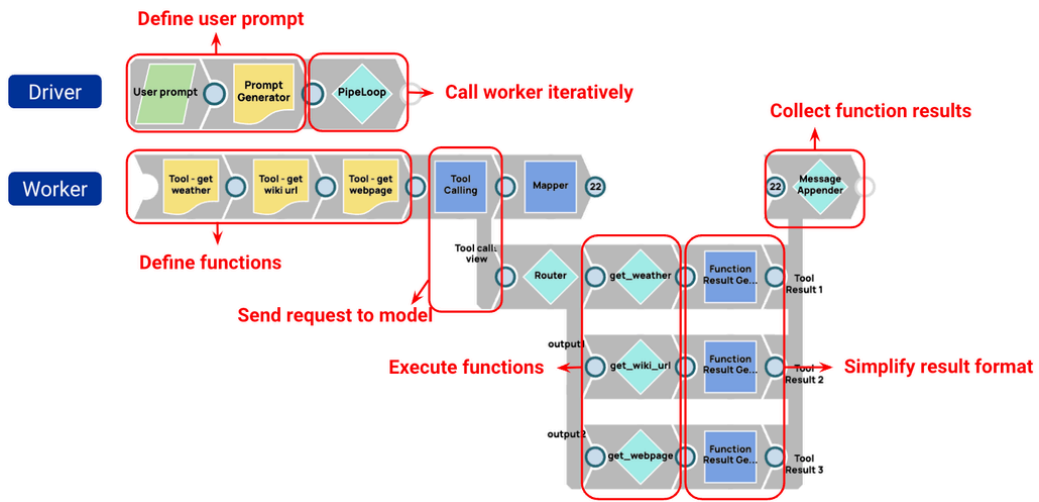 Define user prompt
Driver
User prompt
Prompt
Generator
PipeLoop
Call worker iteratively
Collect function results
Worker
Tool - get
weather
Tool - get
wiki url
Tool - get
webpage
Tool
Calling
Mapper
22
22
Message
Appender
Define functions
Tool calls
view
Send request to model
Router
get_weather
Function
Result Ge...
Tool
Result 1
output1
Execute functions
get_wiki_url
Function
Result Ge...
Tool
Result 2
Simplify result format
output2
get_webpage
Function
Result Ge...
Tool
Result 3